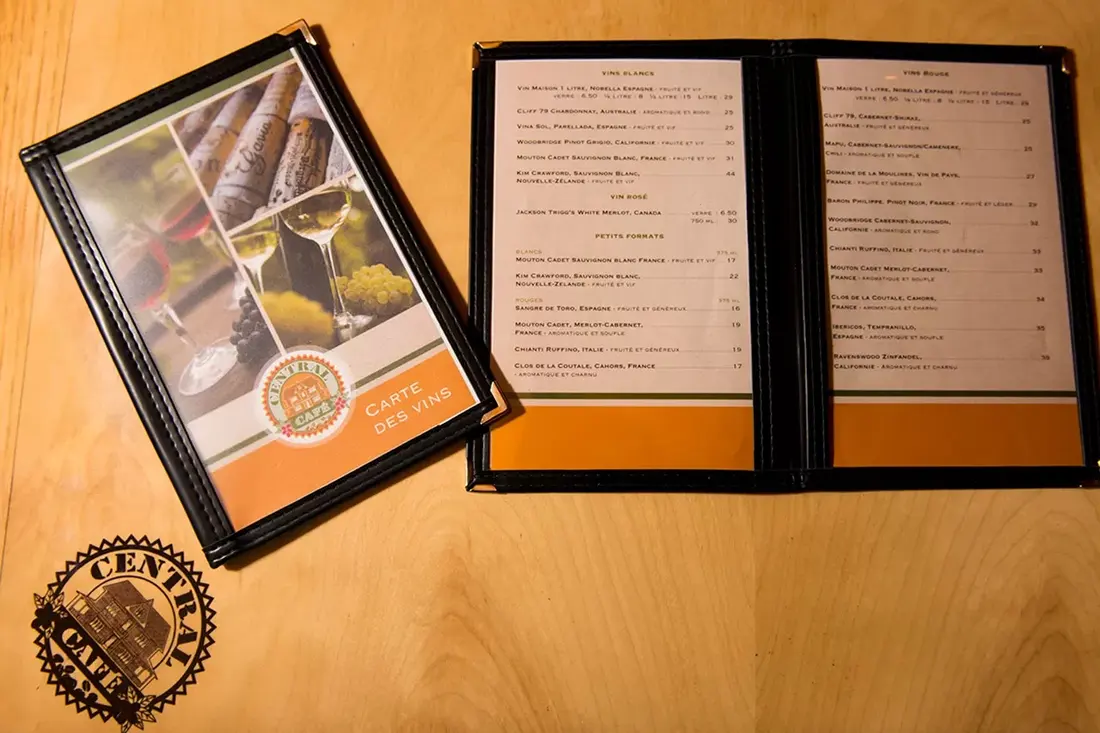 Genova
CENTRAL
CAFÉ
CARTE
DES VINS
CENTRAL
CAFÉ
VINS BLANCS
VIN MAISON 1 LITRE, NOBELLA ESPAGNE - FRUITÉ ET VIF
VERRE : 6.50 ¼ LITRE : 8 ½ LITRE : 15 LITRE : 29
CLIFF 79 CHARDONNAY, AUSTRALIE - AROMATIQUE ET ROND 25
VINA SOL, PARELLADA, ESPAGNE - FRUITÉ ET VIF 25
WOODBRIDGE PINOT GRIGIO, CALIFORNIE - FRUITÉ ET VIF 30
MOUTON CADET SAUVIGNON BLANC, FRANCE - FRUITÉ ET VIF 31
KIM CRAWFORD, SAUVIGNON BLANC, 44
NOUVELLE-ZÉLANDE - FRUITÉ ET VIF
VIN ROSÉ
JACKSON TRIGG'S WHITE MERLOT, CANADA VERRE : 6.50
750 ML : 30
PETITS FORMATS
BLANCS 375 ML
MOUTON CADET SAUVIGNON BLANC FRANCE - FRUITÉ ET VIF 17
KIM CRAWFORD, SAUVIGNON BLANC, 22
NOUVELLE-ZELANDE - FRUITÉ ET VIF
ROUGES 375 ML
SANGRE DE TORO, ESPAGNE - FRUITÉ ET GÉNÉREUX 16
MOUTON CADET, MERLOT-CABERNET, 19
FRANCE - AROMATIQUE ET SOUPLE
CHIANTI RUFFINO, ITALIE - FRUITÉ ET GÉNÉREUX 19
CLOS DE LA COUTALE, CAHORS, FRANCE 17
- AROMATIQUE ET CHARNU
VINS ROUGE
VIN MAISON 1 LITRE, NOBELLA ESPAGNE - FRUITÉ ET GÉNÉREUX
VERRE : 6.50 ¼ LITRE : 8 ½ LITRE : 15 LITRE : 29
CLIFF 79, CABERNET-SHIRAZ, 25
AUSTRALIE - FRUITÉ ET GÉNÉREUX
MAPU, CABERNET-SAUVIGNON/CAMENÈRE, 25
CHILI - AROMATIQUE ET SOUPLE
DOMAINE DE LA MOULINES, VIN DE PAYS, 27
FRANCE - FRUITÉ ET GÉNÉREUX
BARON PHILIPPE, PINOT NOIR, FRANCE - FRUITÉ ET LÉGER 29
WOODBRIDGE CABERNET-SAUVIGNON, 32
CALIFORNIE - AROMATIQUE ET ROND
CHIANTI RUFFINO, ITALIE - FRUITÉ ET GÉNÉREUX 33
MOUTON CADET MERLOT-CABERNET, 33
FRANCE - AROMATIQUE ET SOUPLE
CLOS DE LA COUTALE, CAHORS, 34
FRANCE - AROMATIQUE ET CHARNU
IBERICOS, TEMPRANILLO, 35
ESPAGNE - AROMATIQUE ET SOUPLE
RAVENSWOOD ZINFANDEL,
CALIFORNIE - AROMATIQUE ET CHARNU